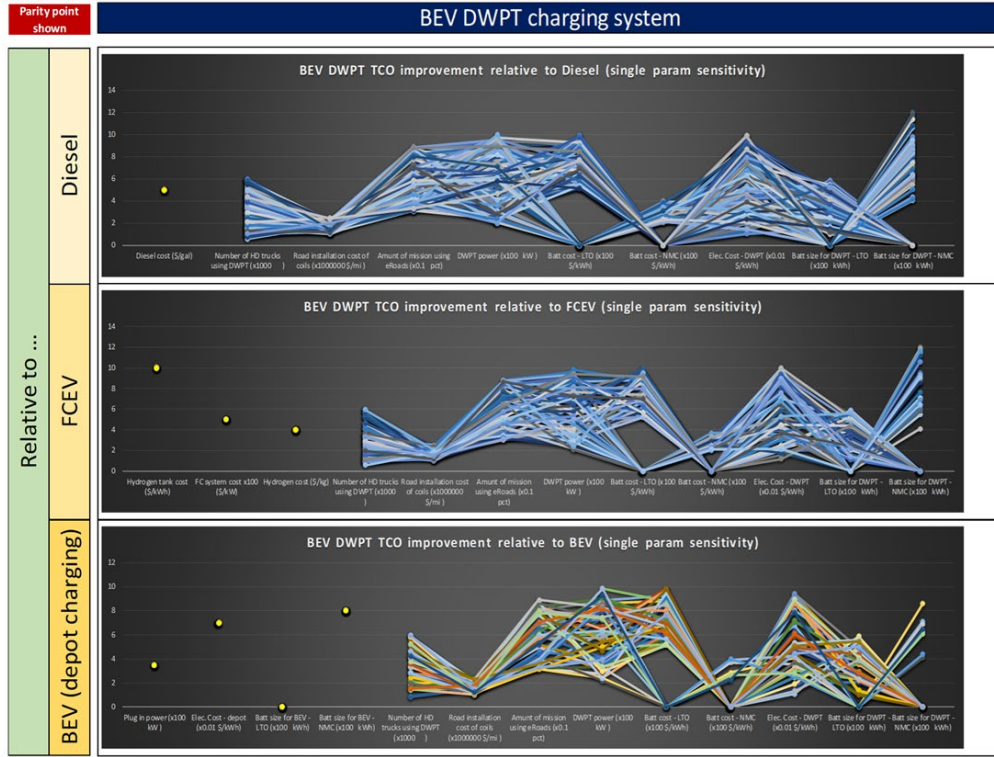 Parity point
shown
BEV DWPT charging system
Relative to ...
Diesel
BEV DWPT TCO improvement relative to Diesel (single param sensitivity)
14
12
10
8
6
4
2
0
Diesel cost ($/gal)
Number of HD trucks
using DWPT (x1000 )
Road installation cost of
coils (x1000000 $/mi)
Amunt of mission using
eRoads (x0.1 pct)
DWPT power (x100 kW )
Batt cost - LTO (x100
$/kWh)
Batt cost - NMC (x100
$/kWh)
Elec. Cost - DWPT (x0.01
$/kWh)
Batt size for DWPT - LTO
(x100 kWh)
Batt size for DWPT - NMC
(x100 kWh)
FCEV
BEV DWPT TCO improvement relative to FCEV (single param sensitivity)
14
12
10
8
6
4
2
0
Hydrogen tank cost
($/kWh)
FC system cost x100
($/kW)
Hydrogen cost ($/kg)
Number of HD trucks
using DWPT (x1000 )
Road installation cost
of coils (x1000000
$/mi )
Amunt of mission
using eRoads (x0.1
pct)
DWPT power (x100
kW )
Batt cost - LTO (x100
$/kWh)
Batt cost - NMC (x100
$/kWh)
Elec. Cost - DWPT
(x0.01 $/kWh)
Batt size for DWPT -
LTO (x100 kWh)
Batt size for DWPT -
NMC (x100 kWh)
BEV (depot charging)
BEV DWPT TCO improvement relative to BEV (single param sensitivity)
12
10
8
6
4
2
0
Plug in power (x100
kW )
Elec. Cost - depot
(x0.01 $/kWh)
Batt size for BEV -
LTO (x100 kWh)
Batt size for BEV -
NMC (x100 kWh)
Number of HD
trucks using DWPT
(x1000 )
Road installation
cost of coils
(x1000000 $/mi )
Amunt of mission
using eRoads (x0.1
pct)
DWPT power (x100
kW )
Batt cost - LTO
(x100 $/kWh)
Batt cost - NMC
(x100 $/kWh)
Elec. Cost - DWPT
(x0.01 $/kWh)
Batt size for DWPT -
LTO (x100 kWh)
Batt size for DWPT -
NMC (x100 kWh)